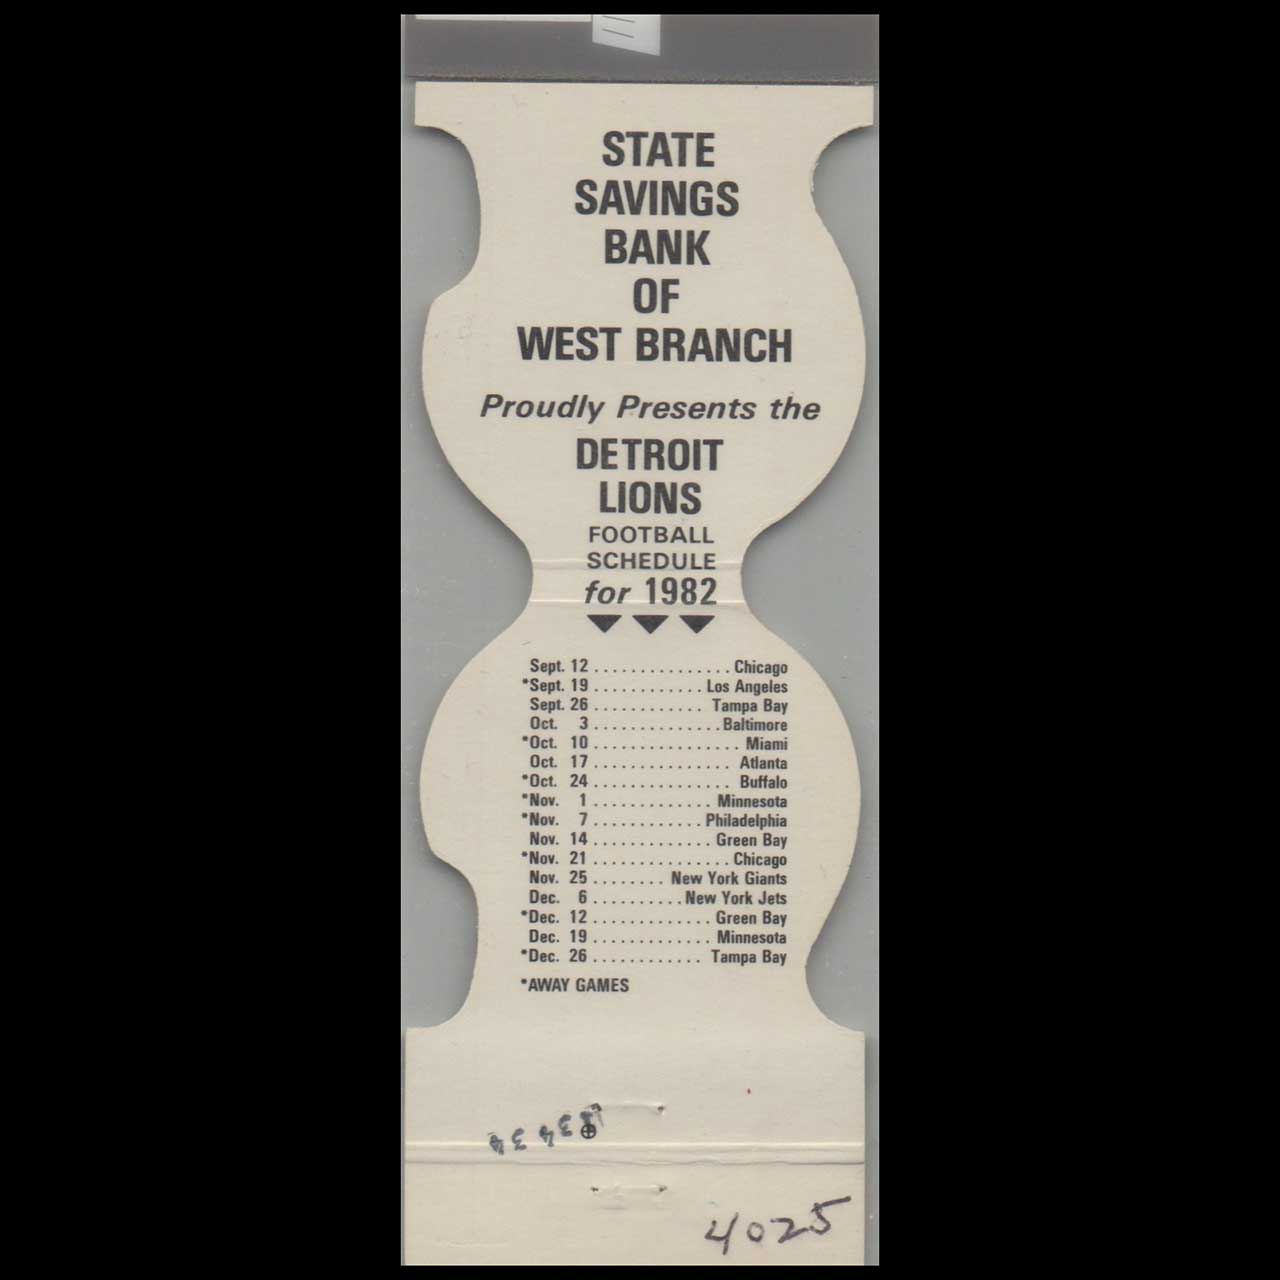 STATE
SAVINGS
BANK
OF
WEST BRANCH
Proudly Presents the
DETROIT
LIONS
FOOTBALL
SCHEDULE
for 1982
Sept. 12 . . . . . . . . . . . . . . . Chicago
*Sept. 19 . . . . . . . . . . . . Los Angeles
Sept. 26 . . . . . . . . . . . . Tampa Bay
Oct. 3 . . . . . . . . . . . . . . Baltimore
*Oct. 10 . . . . . . . . . . . . . . . . Miami
Oct. 17 . . . . . . . . . . . . . . . Atlanta
*Oct. 24 . . . . . . . . . . . . . . . Buffalo
*Nov. 1 . . . . . . . . . . . . . Minnesota
*Nov. 7 . . . . . . . . . . . . Philadelphia
Nov. 14 . . . . . . . . . . . . . Green Bay
*Nov. 21 . . . . . . . . . . . . . . . Chicago
Nov. 25 . . . . . . . . New York Giants
Dec. 6 . . . . . . . . . . New York Jets
*Dec. 12 . . . . . . . . . . . . . Green Bay
Dec. 19 . . . . . . . . . . . . . Minnesota
*Dec. 26 . . . . . . . . . . . . Tampa Bay
*AWAY GAMES
4025